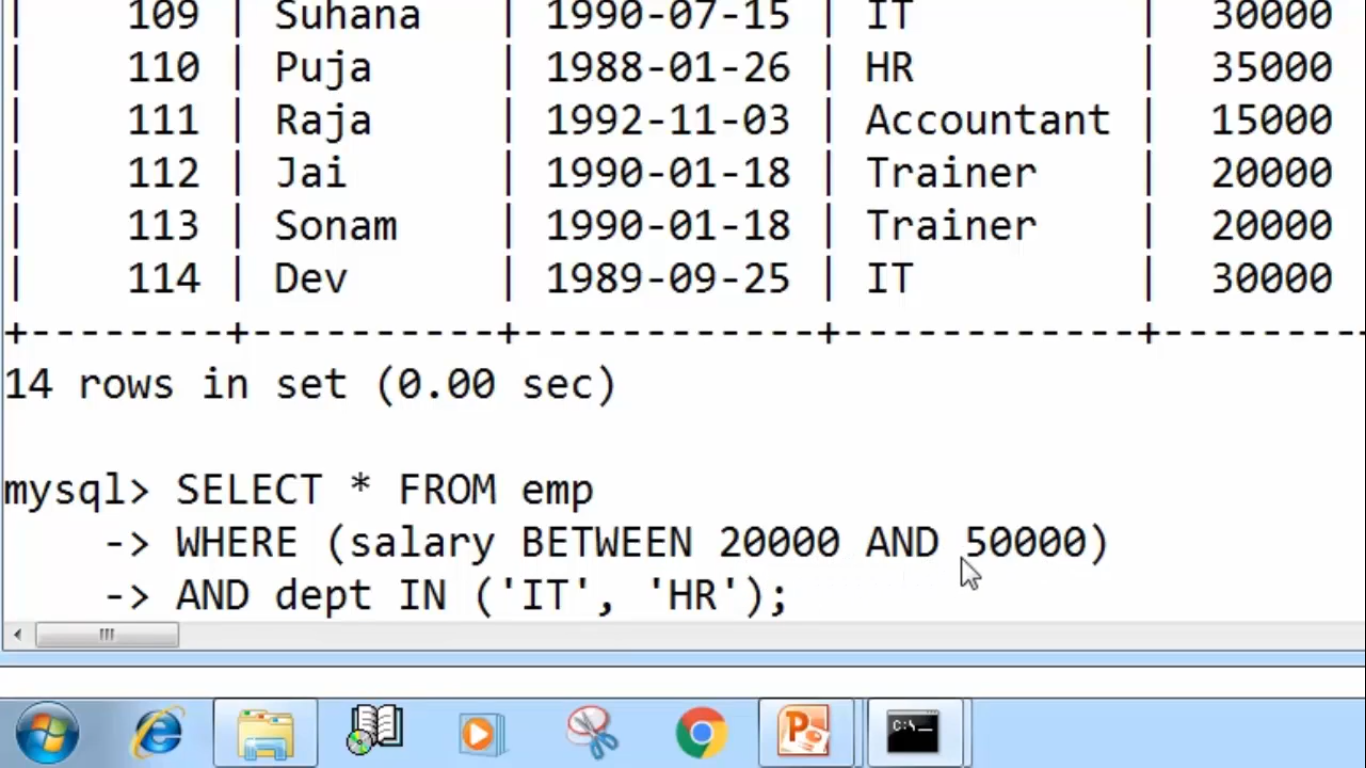 |    109 | Suhana   | 1990-07-15 | IT         |  30000
|    110 | Puja     | 1988-01-26 | HR         |  35000
|    111 | Raja     | 1992-11-03 | Accountant |  15000
|    112 | Jai      | 1990-01-18 | Trainer    |  20000
|    113 | Sonam    | 1990-01-18 | Trainer    |  20000
|    114 | Dev      | 1989-09-25 | IT         |  30000
+--------+----------+------------+------------+--------
14 rows in set (0.00 sec)
mysql> SELECT * FROM emp
    -> WHERE (salary BETWEEN 20000 AND 50000)
    -> AND dept IN ('IT', 'HR');
C:\._